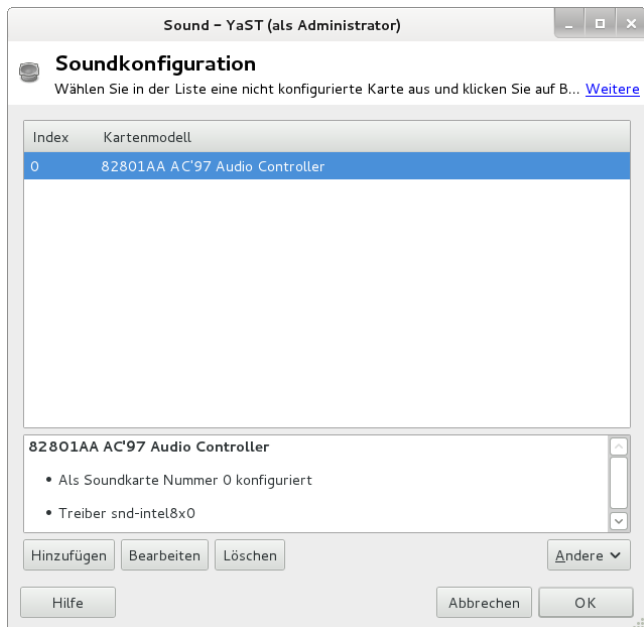 Sound – YaST (als Administrator)
Soundkonfiguration
Wählen Sie in der Liste eine nicht konfigurierte Karte aus und klicken Sie auf B... Weitere
Index Kartenmodell
0 82801AA AC'97 Audio Controller
82801AA AC'97 Audio Controller
• Als Soundkarte Nummer 0 konfiguriert
• Treiber snd-intel8x0
Hinzufügen Bearbeiten Löschen Andere
Hilfe Abbrechen OK